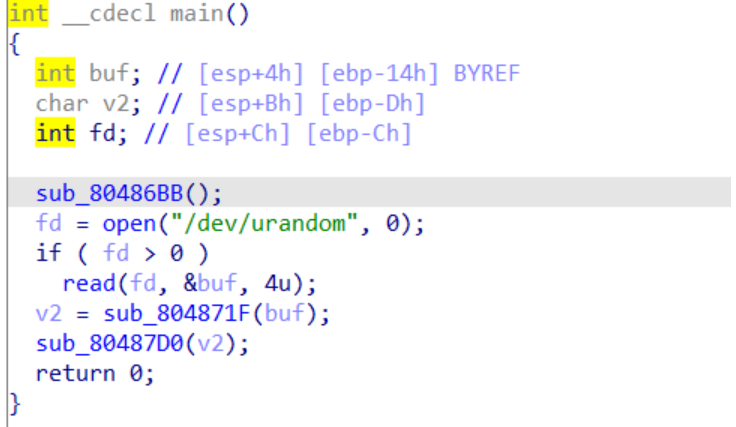 int __cdecl main()
{
int buf; // [esp+4h] [ebp-14h] BYREF
char v2; // [esp+Bh] [ebp-Dh]
int fd; // [esp+Ch] [ebp-Ch]
sub_80486BB();
fd = open("/dev/urandom", 0);
if ( fd > 0 )
read(fd, &buf, 4u);
v2 = sub_804871F(buf);
sub_80487D0(v2);
return 0;
}